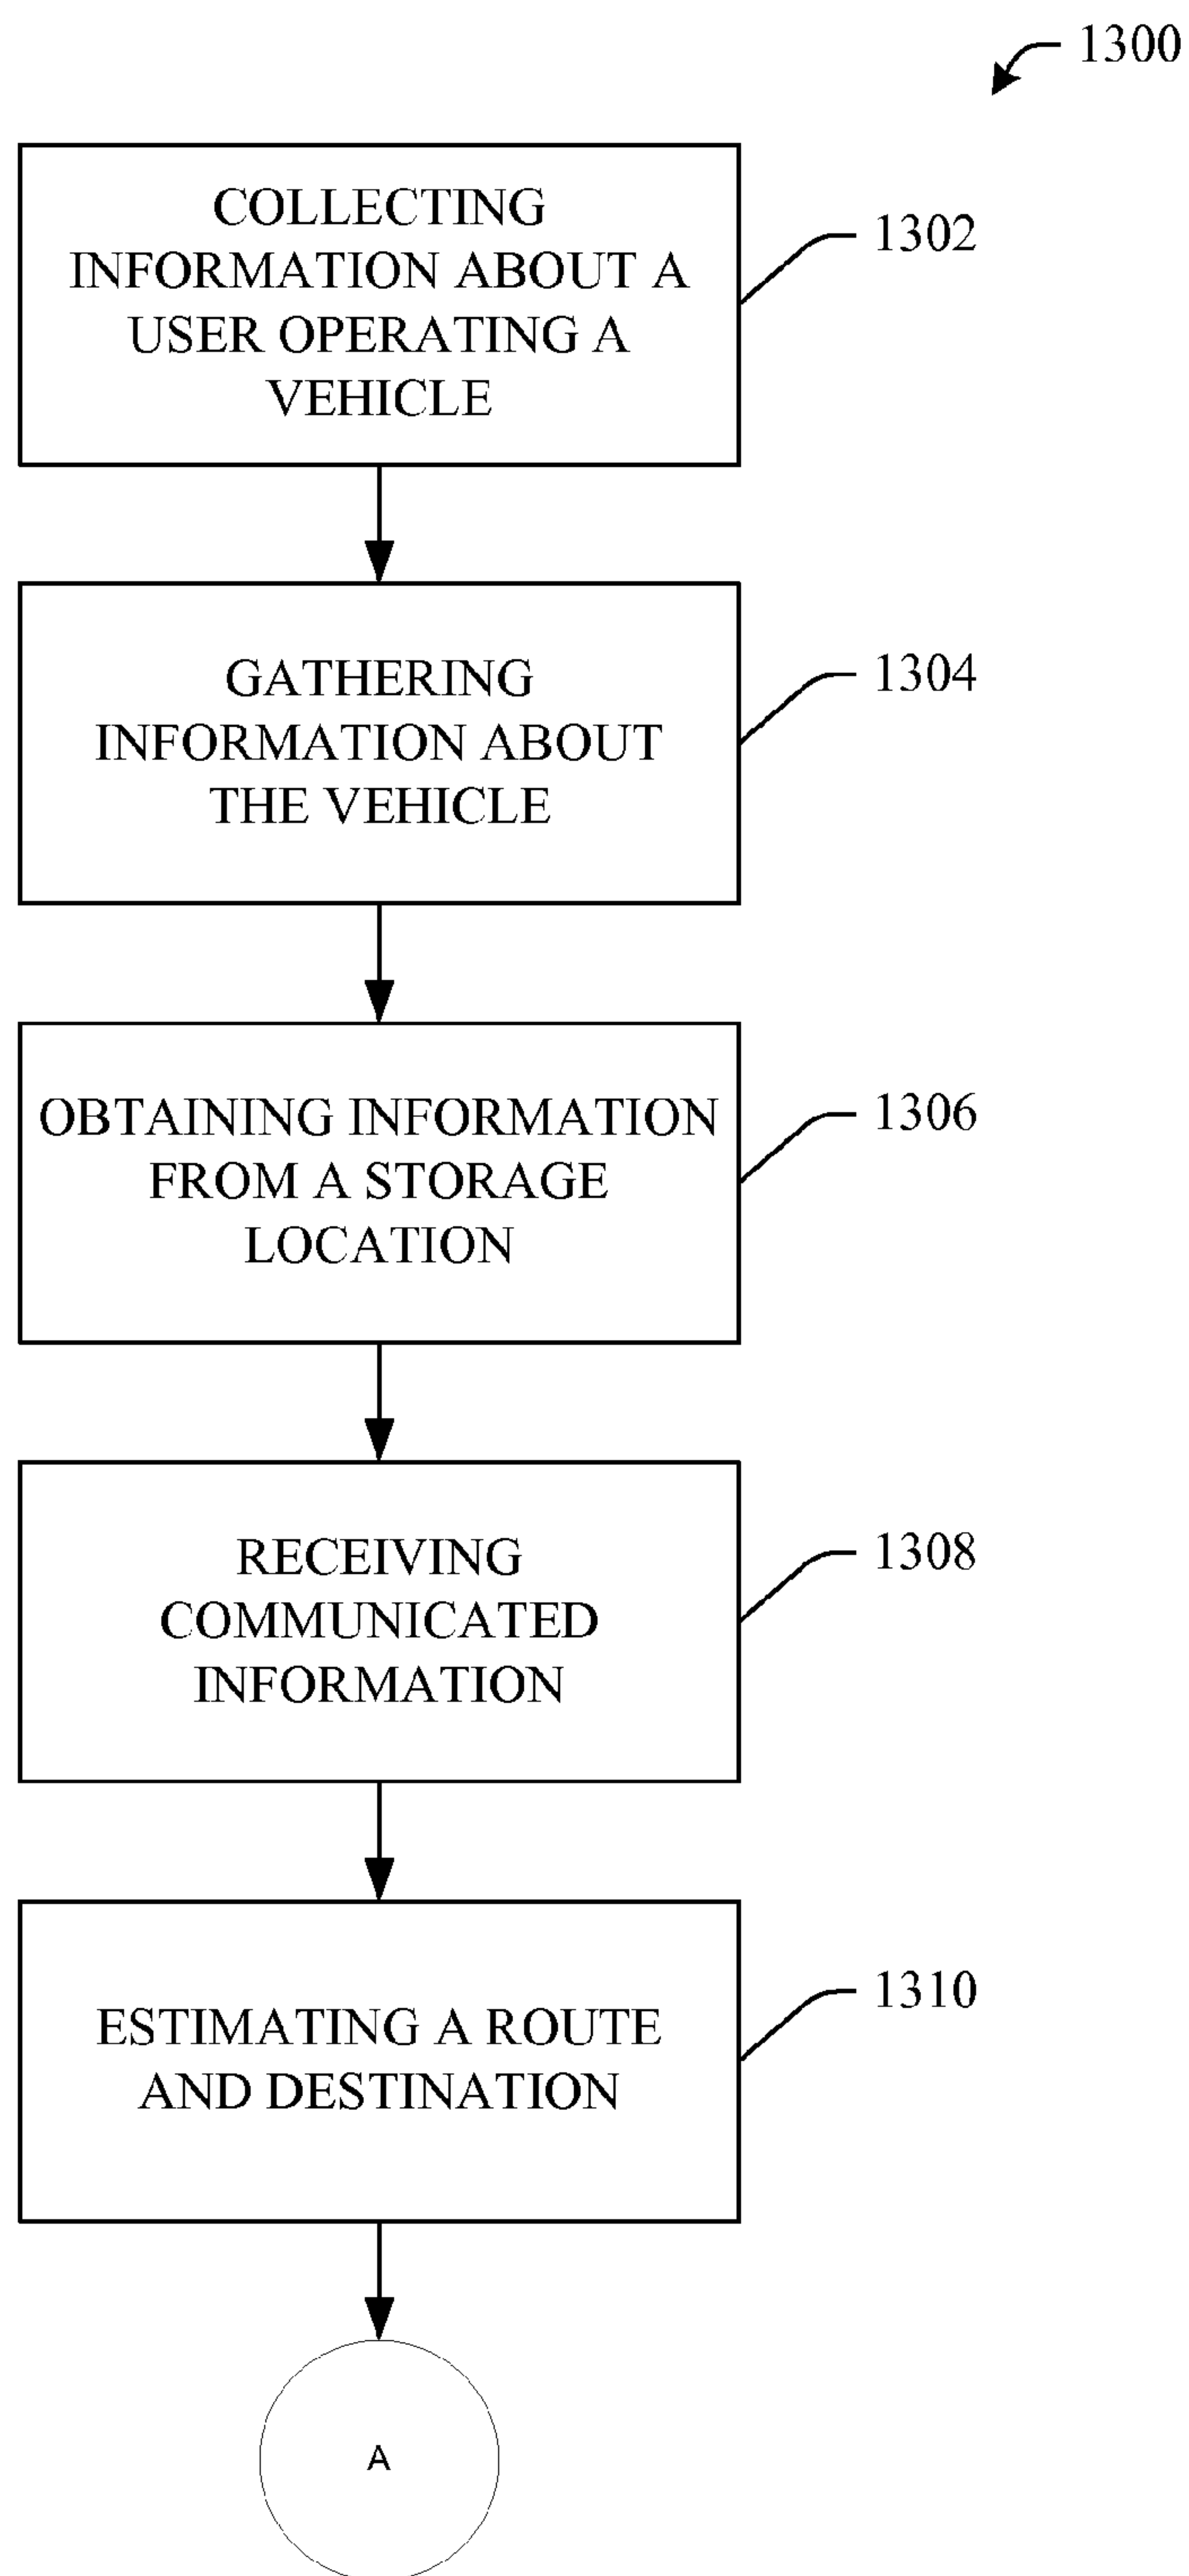 1300
COLLECTING
INFORMATION ABOUT A
USER OPERATING A
VEHICLE
1302
GATHERING
INFORMATION ABOUT
THE VEHICLE
1304
OBTAINING INFORMATION
FROM A STORAGE
LOCATION
1306
RECEIVING
COMMUNICATED
INFORMATION
1308
ESTIMATING A ROUTE
AND DESTINATION
1310
A